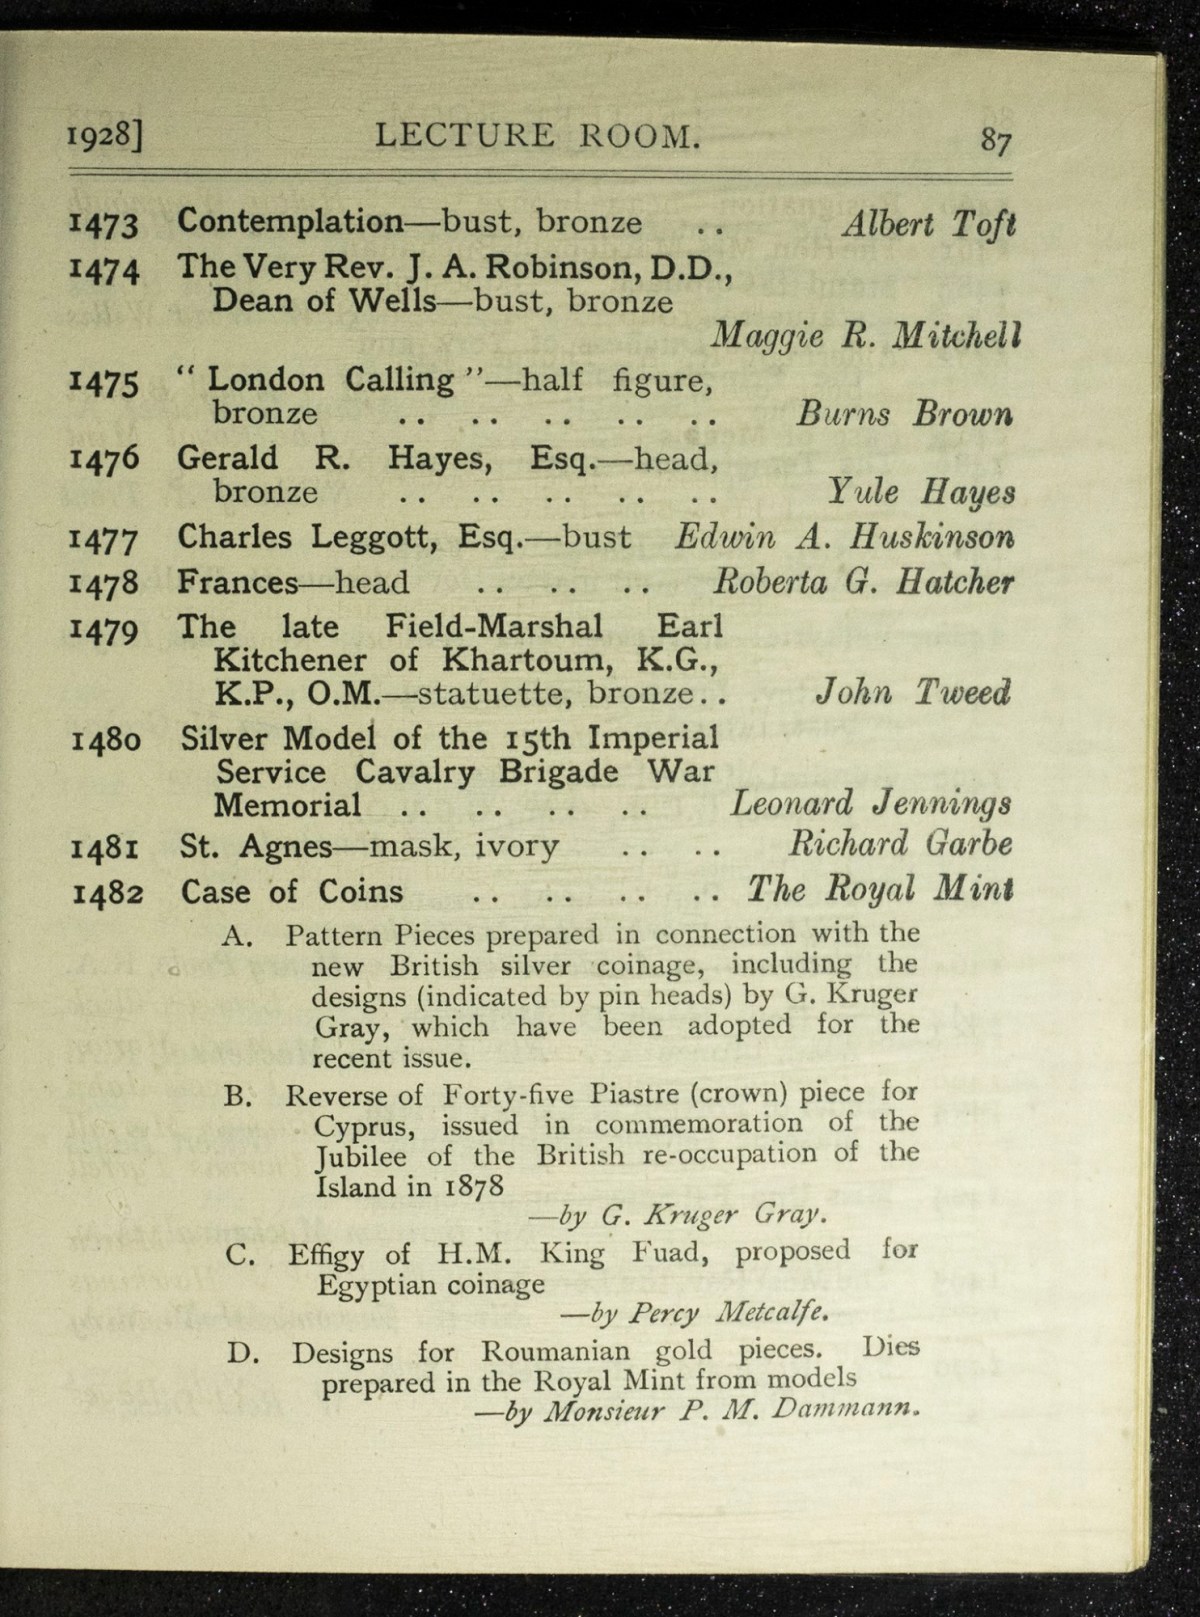 1928] LECTURE ROOM. 87
1473 Contemplation—bust, bronze .. Albert Toft
1474 The Very Rev. J. A. Robinson, D.D.,
Dean of Wells—bust, bronze
Maggie R. Mitchell
1475 “ London Calling ”—half figure,
bronze .. .. .. .. .. Burns Brown
1476 Gerald R. Hayes, Esq.—head,
bronze .. .. .. .. .. Yule Hayes
1477 Charles Leggott, Esq.—bust Edwin A. Huskinson
1478 Frances—head .. .. .. Roberta G. Hatcher
1479 The late Field-Marshal Earl
Kitchener of Khartoum, K.G.,
K.P., O.M.—statuette, bronze.. John Tweed
1480 Silver Model of the 15th Imperial
Service Cavalry Brigade War
Memorial .. .. .. .. Leonard Jennings
1481 St. Agnes—mask, ivory .. .. Richard Garbe
1482 Case of Coins .. .. .. .. The Royal Mint
A. Pattern Pieces prepared in connection with the
new British silver coinage, including the
designs (indicated by pin heads) by G. Kruger
Gray, which have been adopted for the
recent issue.
B. Reverse of Forty-five Piastre (crown) piece for
Cyprus, issued in commemoration of the
Jubilee of the British re-occupation of the
Island in 1878
—by G. Kruger Gray.
C. Effigy of H.M. King Fuad, proposed for
Egyptian coinage
—by Percy Metcalfe.
D. Designs for Roumanian gold pieces. Dies
prepared in the Royal Mint from models
—by Monsieur P. M. Dammann.